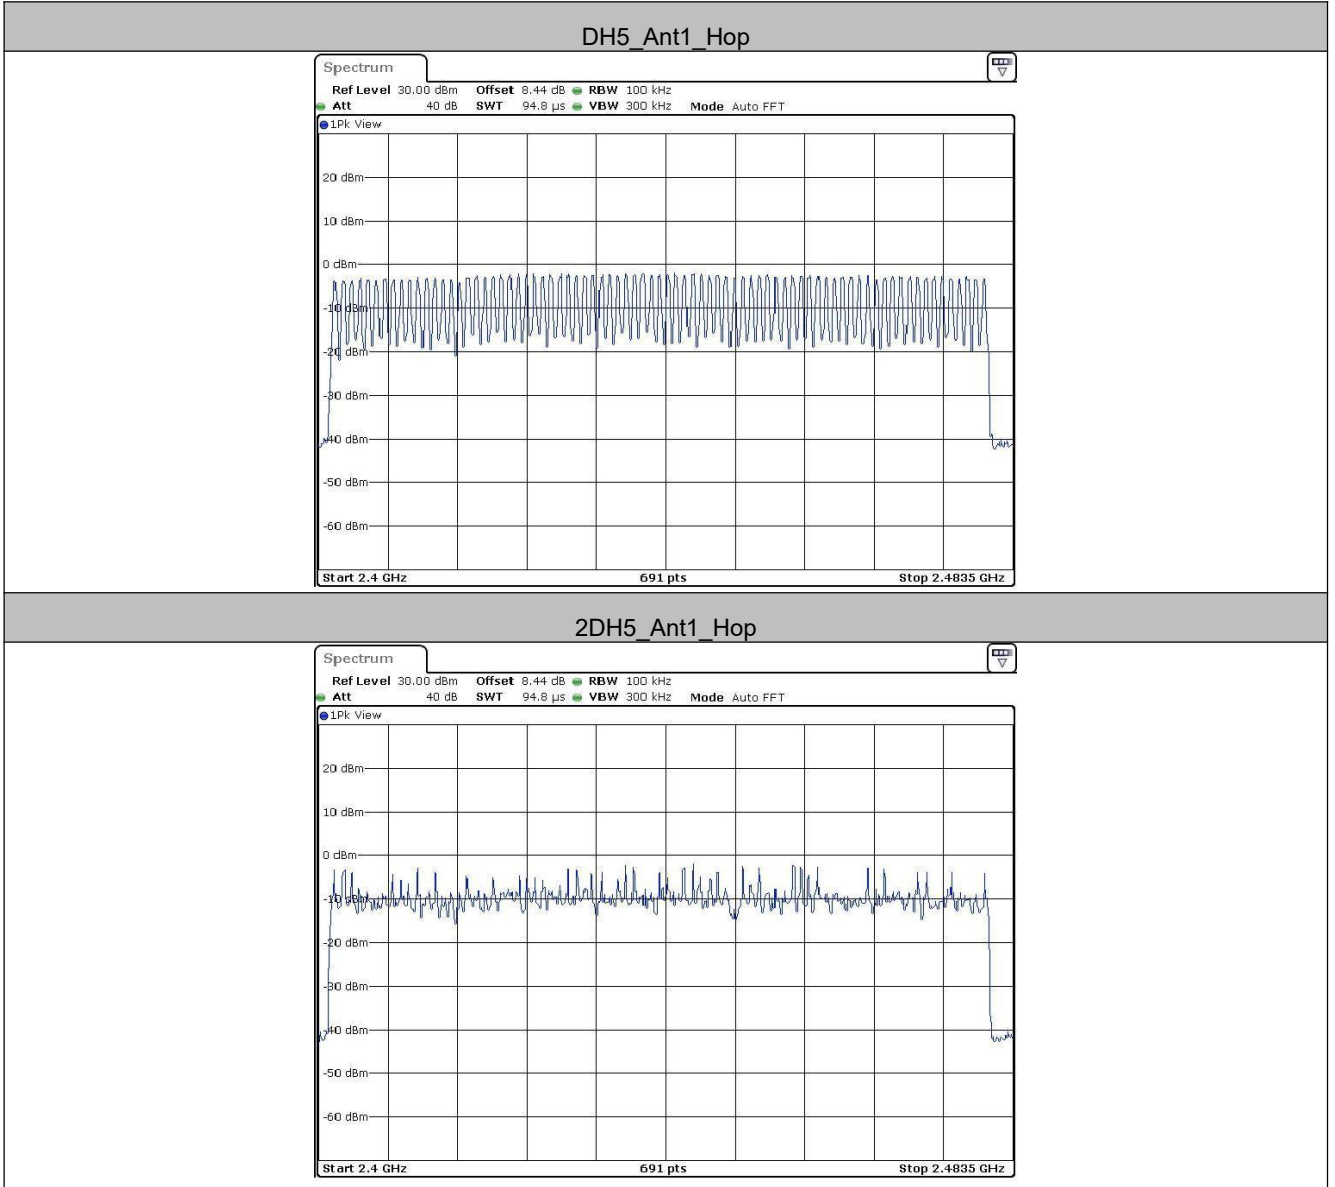 DH5_Ant1_Hop
Spectrum
Ref Level 30.00 dBm Offset 8.44 dB RBW 100 kHz
Att 40 dB SWT 94.8 µs VBW 300 kHz Mode Auto FFT
1Pk View
20 dBm
10 dBm
0 dBm
-10 dBm
-20 dBm
-30 dBm
-40 dBm
-50 dBm
-60 dBm
Start 2.4 GHz 691 pts Stop 2.4835 GHz
2DH5_Ant1_Hop
Spectrum
Ref Level 30.00 dBm Offset 8.44 dB RBW 100 kHz
Att 40 dB SWT 94.8 µs VBW 300 kHz Mode Auto FFT
1Pk View
20 dBm
10 dBm
0 dBm
-10 dBm
-20 dBm
-30 dBm
-40 dBm
-50 dBm
-60 dBm
Start 2.4 GHz 691 pts Stop 2.4835 GHz